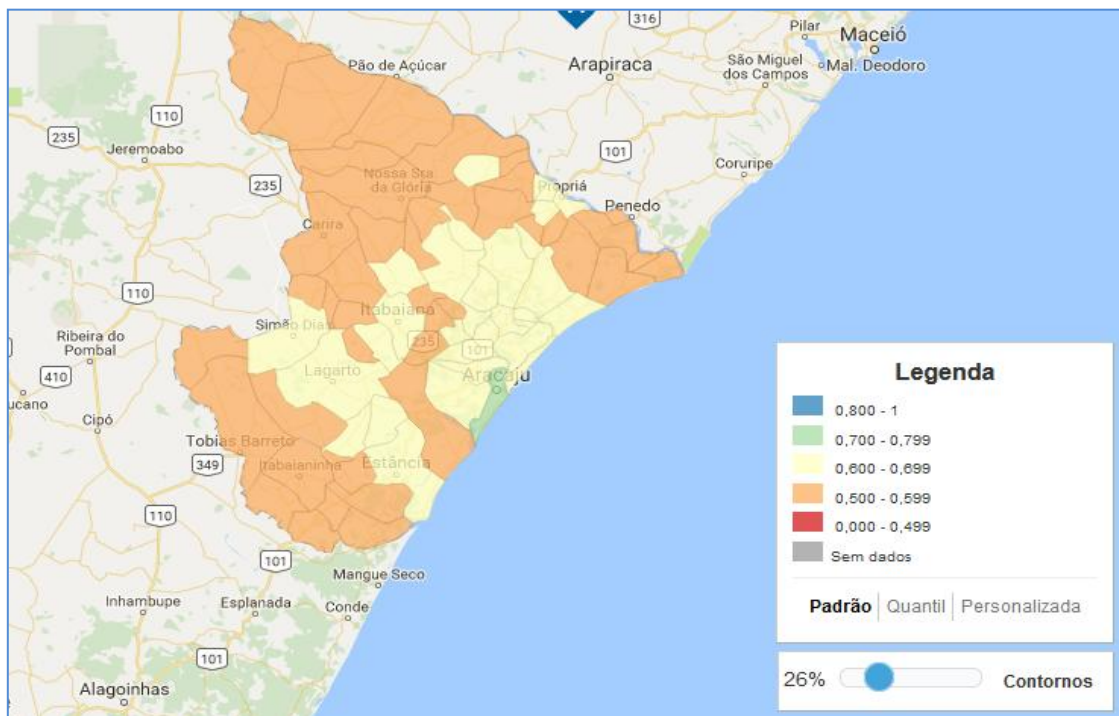 316
Pilar
Maceió
Pão de Açúcar
Arapiraca
São Miguel
dos Campos
Mal. Deodoro
110
235
101
Jeremoabo
Coruripe
235
Nossa Sra
da Glória
Propriá
Penedo
Carira
110
Ribeira do
Pombal
Simão Dias
Itabaiana
235
101
410
Lagarto
Aracaju
ucano
Cipó
Tobias Barreto
349
Itabaianinha
Estância
110
101
Mangue Seco
Inhambupe
Esplanada
Conde
101
Alagoinhas
Legenda
0,800 - 1
0,700 - 0,799
0,600 - 0,699
0,500 - 0,599
0,000 - 0,499
Sem dados
Padrão Quantil Personalizada
26% Contornos